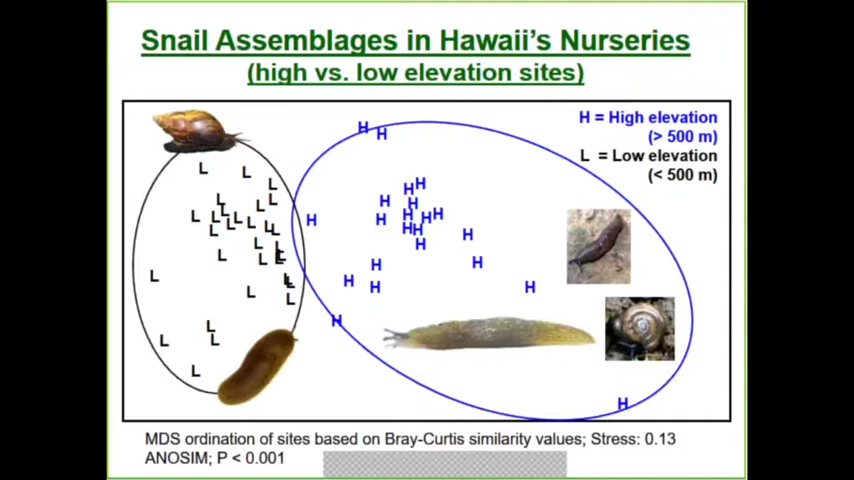 Snail Assemblages in Hawaii's Nurseries
(high vs. low elevation sites)
H = High elevation
(> 500 m)
L = Low elevation
(< 500 m)
H
H
L
L
L
H
H
H
L
L
H
L
H
L
H
L
L
L
L
H
H
H
H
L
L
L
L
H
H
L
L
H
L
H
L
L
L
L
L
H
H
L
H
L
L
L
H
H
H
L
L
H
L
L
L
L
H
MDS ordination of sites based on Bray-Curtis similarity values; Stress: 0.13
ANOSIM; P < 0.001